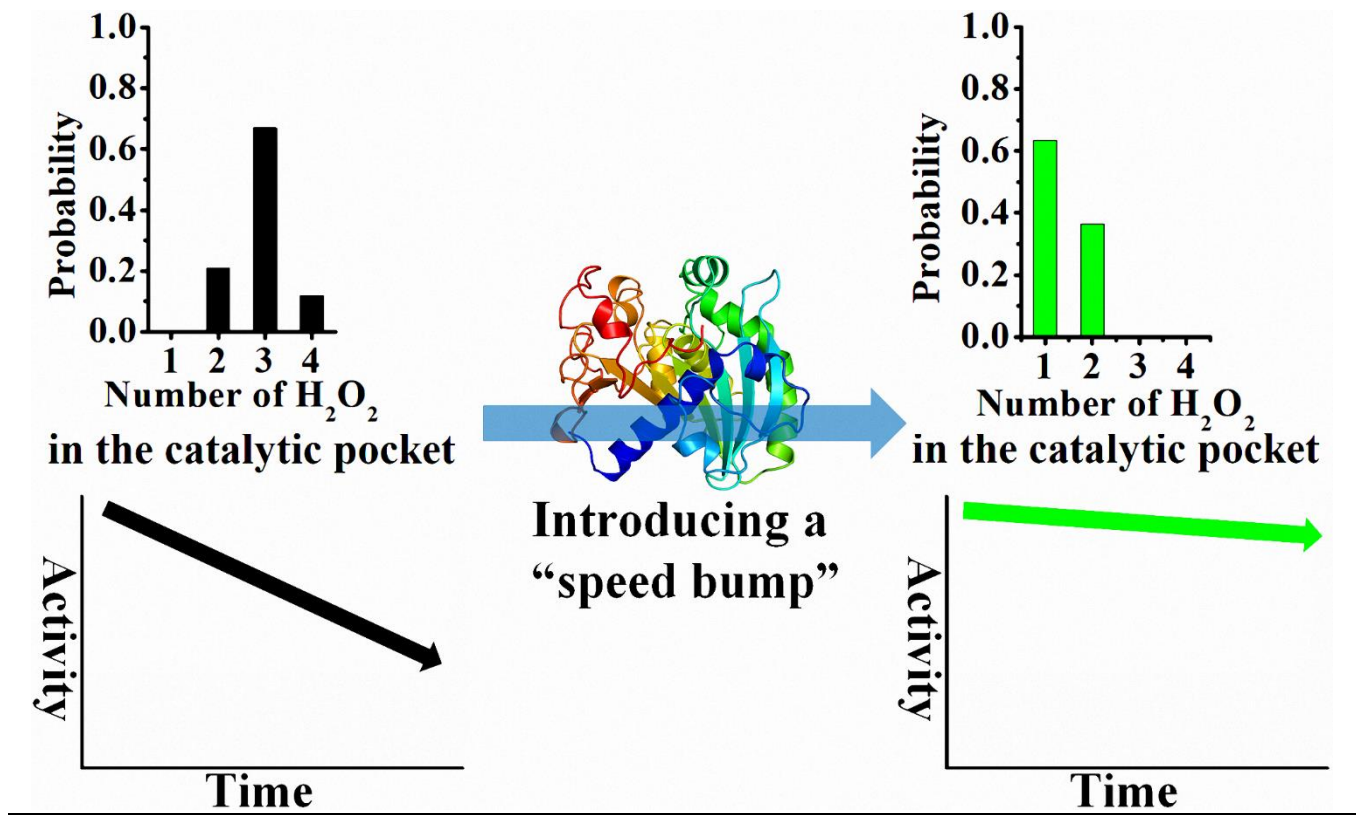 1.0
0.8
0.6
0.4
0.2
0.0
Probability
1 2 3 4
Number of H₂O₂
in the catalytic pocket
Activity
Time
Introducing a
“speed bump”
1.0
0.8
0.6
0.4
0.2
0.0
Probability
1 2 3 4
Number of H₂O₂
in the catalytic pocket
Activity
Time